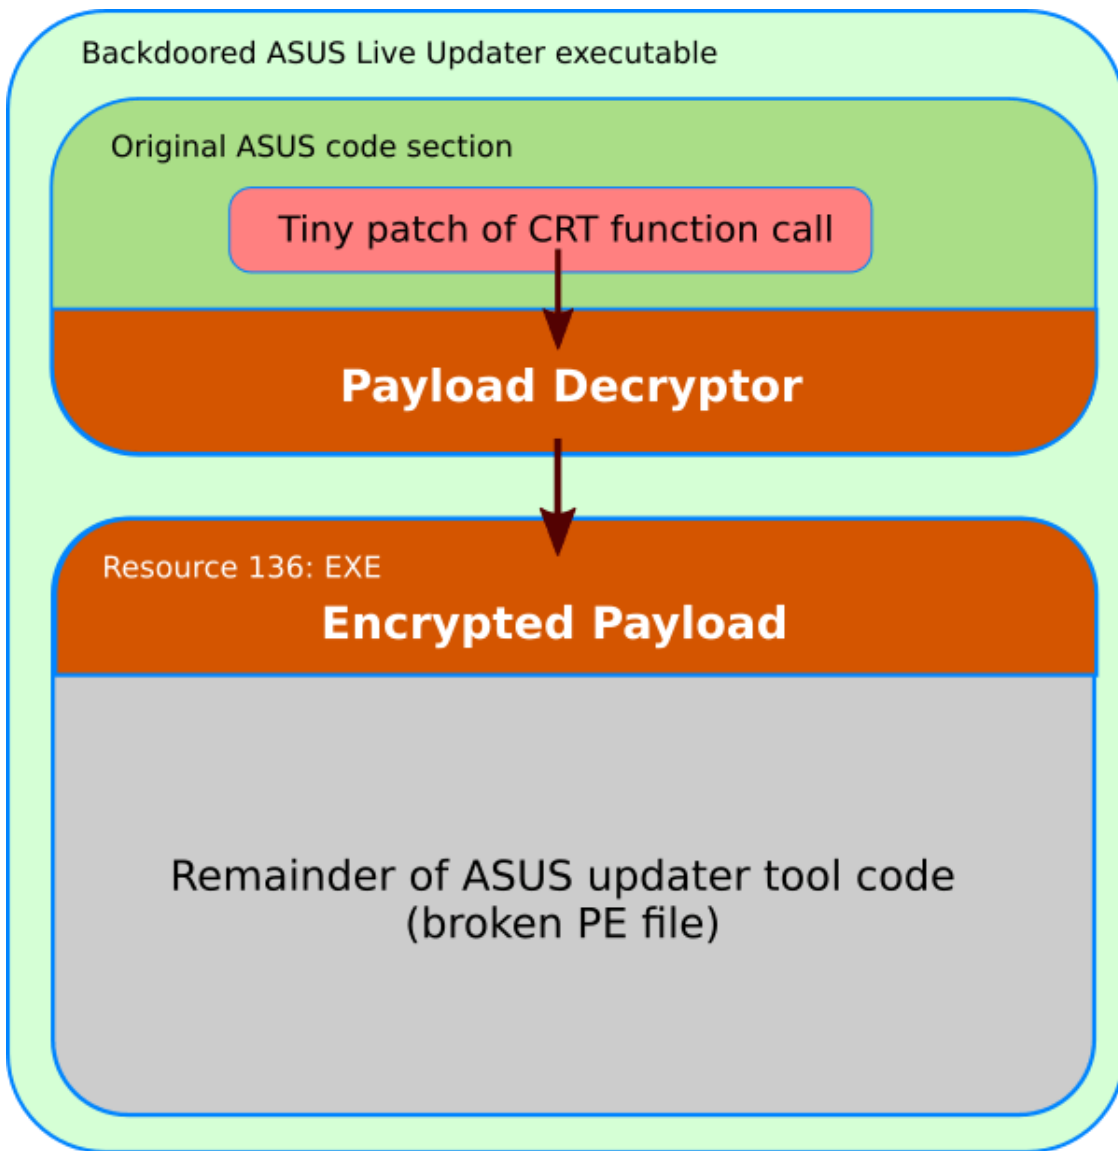 Backdoored ASUS Live Updater executable
Original ASUS code section
Tiny patch of CRT function call
Payload Decryptor
Resource 136: EXE
Encrypted Payload
Remainder of ASUS updater tool code
(broken PE file)